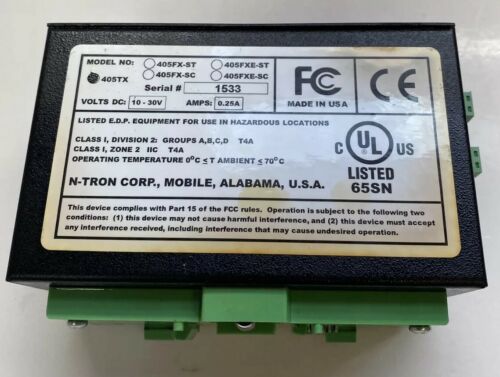 MODEL NO: 405FX-ST 405FXE-ST
405TX 405FX-SC 405FXE-SC
Serial # 1533
VOLTS DC: 10 - 30V AMPS: 0.25A
FC
CE
MADE IN USA
LISTED E.D.P. EQUIPMENT FOR USE IN HAZARDOUS LOCATIONS
CLASS I, DIVISION 2: GROUPS A,B,C,D T4A
CLASS I, ZONE 2 IIC T4A
OPERATING TEMPERATURE 0°C ≤ T AMBIENT ≤ 70°C
C UL US
LISTED
65SN
N-TRON CORP., MOBILE, ALABAMA, U.S.A.
This device complies with Part 15 of the FCC rules. Operation is subject to the following two
conditions: (1) this device may not cause harmful interference, and (2) this device must accept
any interference received, including interference that may cause undesired operation.